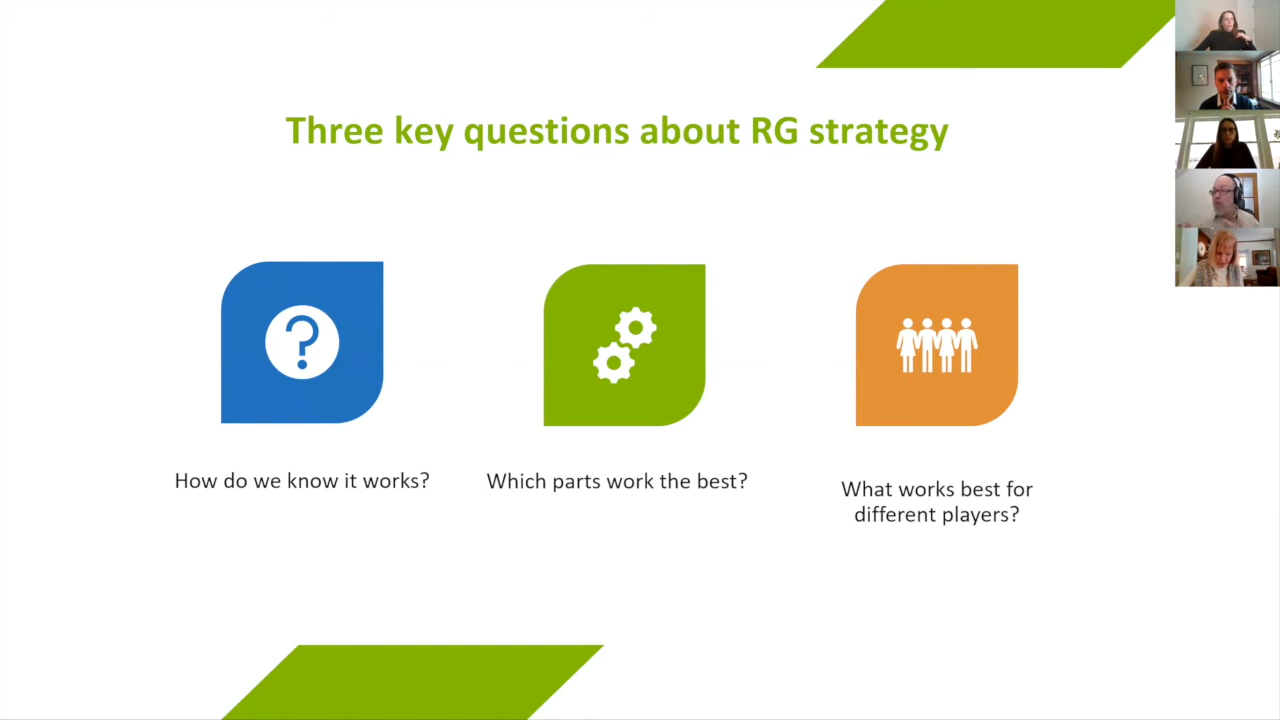 Three key questions about RG strategy
How do we know it works?
Which parts work the best?
What works best for
different players?